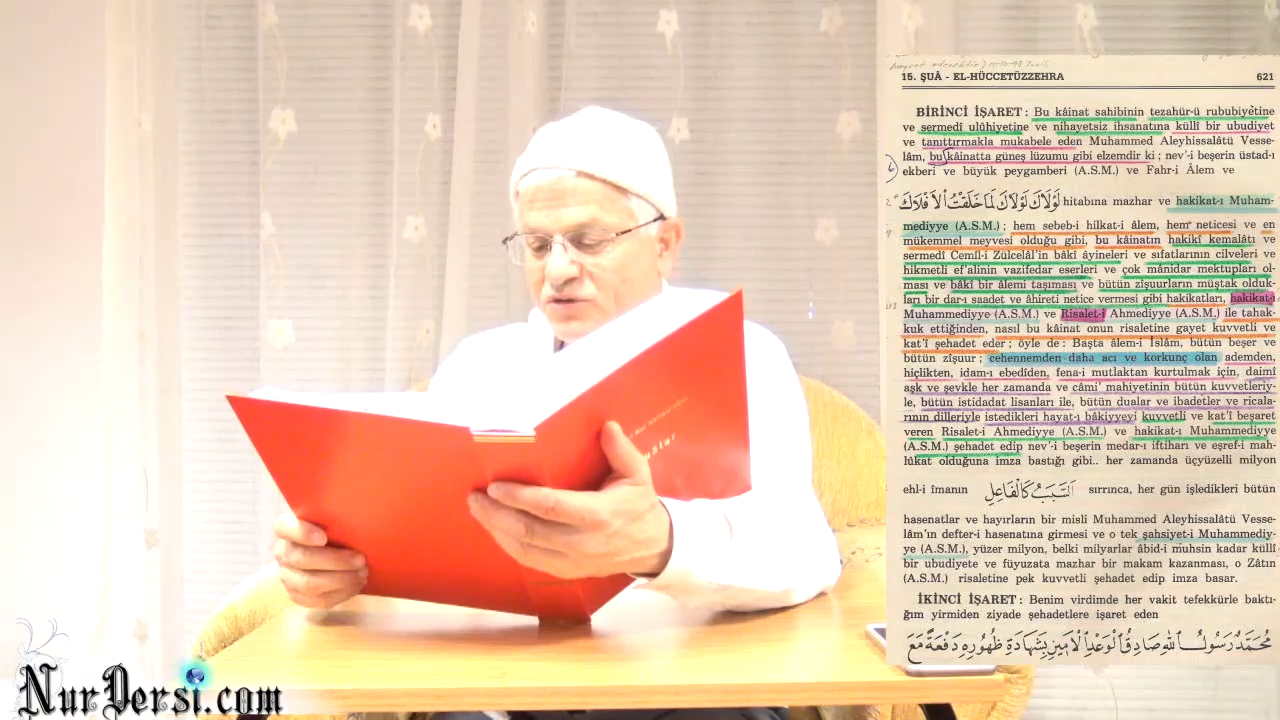 15. ŞUÂ - EL-HÜCCETÜZZEHRA 621
BİRİNCİ İŞARET : Bu kâinat sahibinin tezahür-ü rububiyetine
ve sermedî ulûhiyetine ve nihayetsiz ihsanatına küllî bir ubudiyet
ve tanıttırmakla mukabele eden Muhammed Aleyhissalâtü Vesse-
lâm, bu kâinatta güneş lüzumu gibi elzemdir ki ; nev'-i beşerin üstad-ı
ekberi ve büyük peygamberi (A.S.M.) ve Fahr-i Âlem ve
لَوْلَاكَ لَوْلَاكَ لَمَا خَلَقْتُ الْاَفْلَاكَ hitabına mazhar ve hakikat-ı Muham-
mediyye (A.S.M.) ; hem sebeb-i hilkat-i âlem, hem neticesi ve en
mükemmel meyvesi olduğu gibi, bu kâinatın hakikî kemalâtı ve
sermedî Cemîl-i Zülcelâl'in bâki âyineleri ve sıfatlarının cilveleri ve
hikmetli ef'alinin vazifedar eserleri ve çok mânidar mektupları ol-
ması ve bâki bir âlemi taşıması ve bütün zîşuurların müştak olduk-
ları bir dar-ı saadet ve âhireti netice vermesi gibi hakikatları, hakikat-ı
Muhammediyye (A.S.M.) ve Risalet-i Ahmediyye (A.S.M.) ile tahak-
kuk ettiğinden, nasıl bu kâinat onun risaletine gayet kuvvetli ve
kat'î şehadet eder ; öyle de : Başta âlem-i İslâm, bütün beşer ve
bütün zîşuur ; cehennemden daha acı ve korkunç olan ademden,
hiçlikten, idam-ı ebedîden, fena-i mutlaktan kurtulmak için, daimî
aşk ve şevkle her zamanda ve câmi' mahiyetinin bütün kuvvetleriy-
le, bütün istidadat lisanları ile, bütün dualar ve ibadetler ve ricala-
rının dilleriyle istedikleri hayat-ı bâkiyyeyi kuvvetli ve kat'î beşaret
veren Risalet-i Ahmediyye (A.S.M.) ve hakikat-ı Muhammediyye
(A.S.M.) şehadet edip nev'-i beşerin medar-ı iftiharı ve eşref-i mah-
lûkat olduğuna imza bastığı gibi.. her zamanda üçyüzelli milyon
ehl-i îmanın اَلسَّبَبُ كَالْفَاعِلِ sırrınca, her gün işledikleri bütün
hasenatlar ve hayırların bir misli Muhammed Aleyhissalâtü Vesse-
lâm'ın defter-i hasenatına girmesi ve o tek şahsiyet-i Muhammediy-
ye (A.S.M.), yüzer milyon, belki milyarlar âbid-i muhsin kadar küllî
bir ubudiyete ve füyuzata mazhar bir makam kazanması, o Zâtın
(A.S.M.) risaletine pek kuvvetli şehadet edip imza basar.
İKİNCİ İŞARET : Benim virdimde her vakit tefekkürle baktı-
ğım yirmiden ziyade şehadetlere işaret eden
مُحَمَّدٌ رَسُولُ اللّٰهِ صَادِقُ الْوَعْدِ الْاَمِينِ بِشَهَادَةِ ظُهُورِهِ دَفْعَةً مَعَ
NurDersi.com